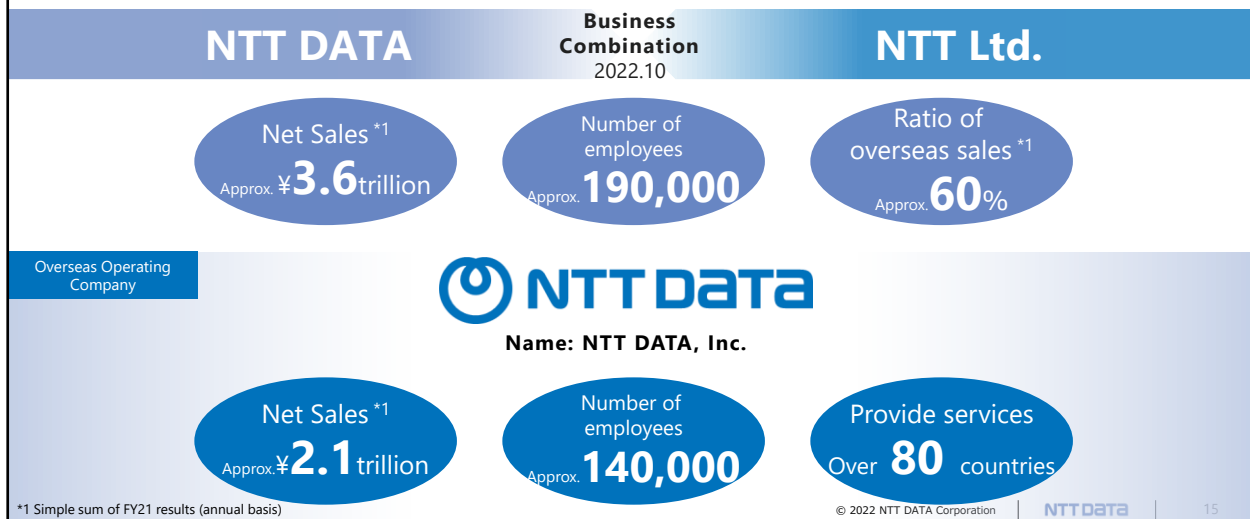 NTT DATA
Business
Combination
2022.10
NTT Ltd.
Net Sales *1
Approx. ¥3.6trillion
Number of
employees
Approx. 190,000
Ratio of
overseas sales *1
Approx. 60%
Overseas Operating
Company
NTT DATA
Name: NTT DATA, Inc.
Net Sales *1
Approx. ¥2.1trillion
Number of
employees
Approx. 140,000
Provide services
Over 80 countries
*1 Simple sum of FY21 results (annual basis)
© 2022 NTT DATA Corporation
NTT DATA
15